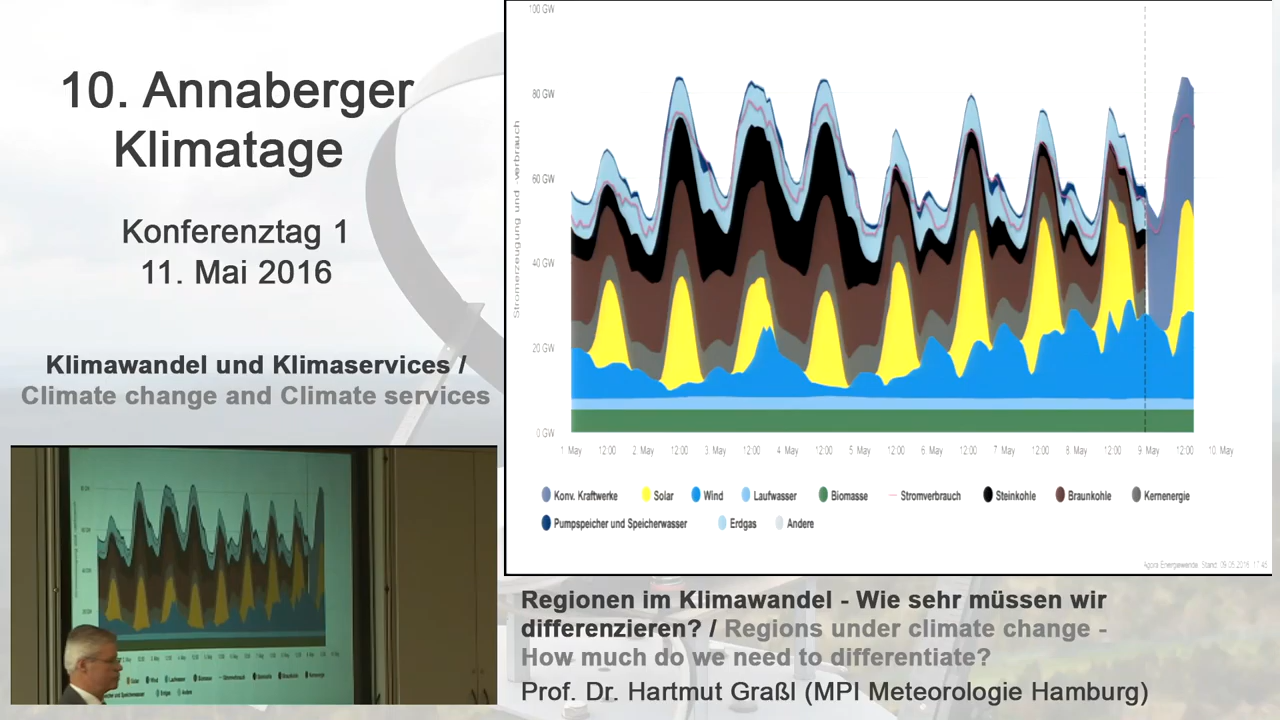 10. Annaberger
Klimatage
Konferenztag 1
11. Mai 2016
Klimawandel und Klimaservices /
Climate change and Climate services
100 GW
80 GW
60 GW
40 GW
20 GW
0 GW
Stromerzeugung und -verbrauch
1. May 12:00 2. May 12:00 3. May 12:00 4. May 12:00 5. May 12:00 6. May 12:00 7. May 12:00 8. May 12:00 9. May 12:00 10. May
Konv. Kraftwerke Solar Wind Laufwasser Biomasse Stromverbrauch Steinkohle Braunkohle Kernenergie
Pumpspeicher und Speicherwasser Erdgas Andere
Agora Energiewende, Stand: 09.05.2016, 17:45
Regionen im Klimawandel - Wie sehr müssen wir
differenzieren? / Regions under climate change -
How much do we need to differentiate?
Prof. Dr. Hartmut Graßl (MPI Meteorologie Hamburg)